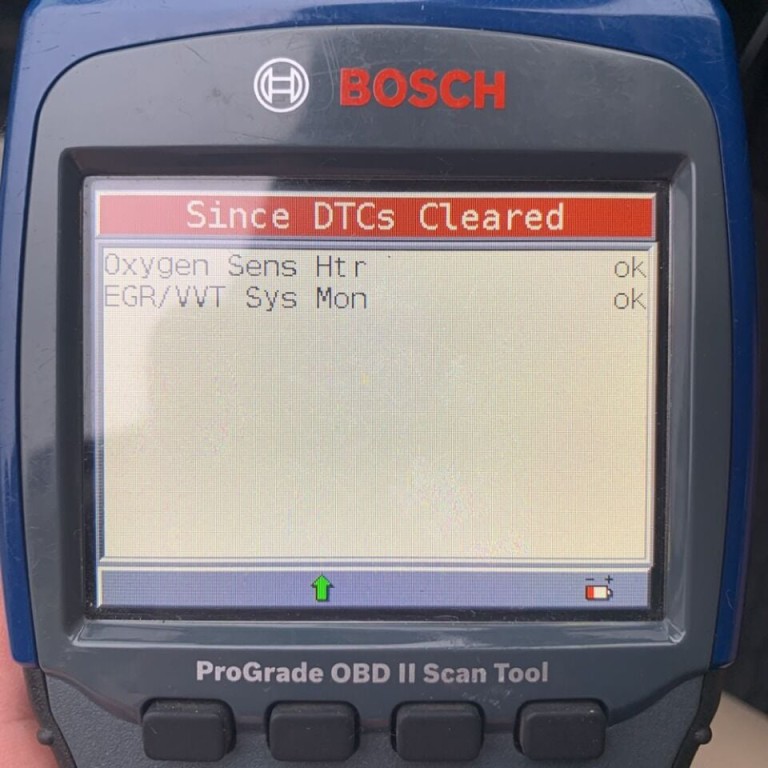 BOSCH
Since DTCs Cleared
Oxygen Sens Htr ok
EGR/VVT Sys Mon ok
- +
ProGrade OBD II Scan Tool